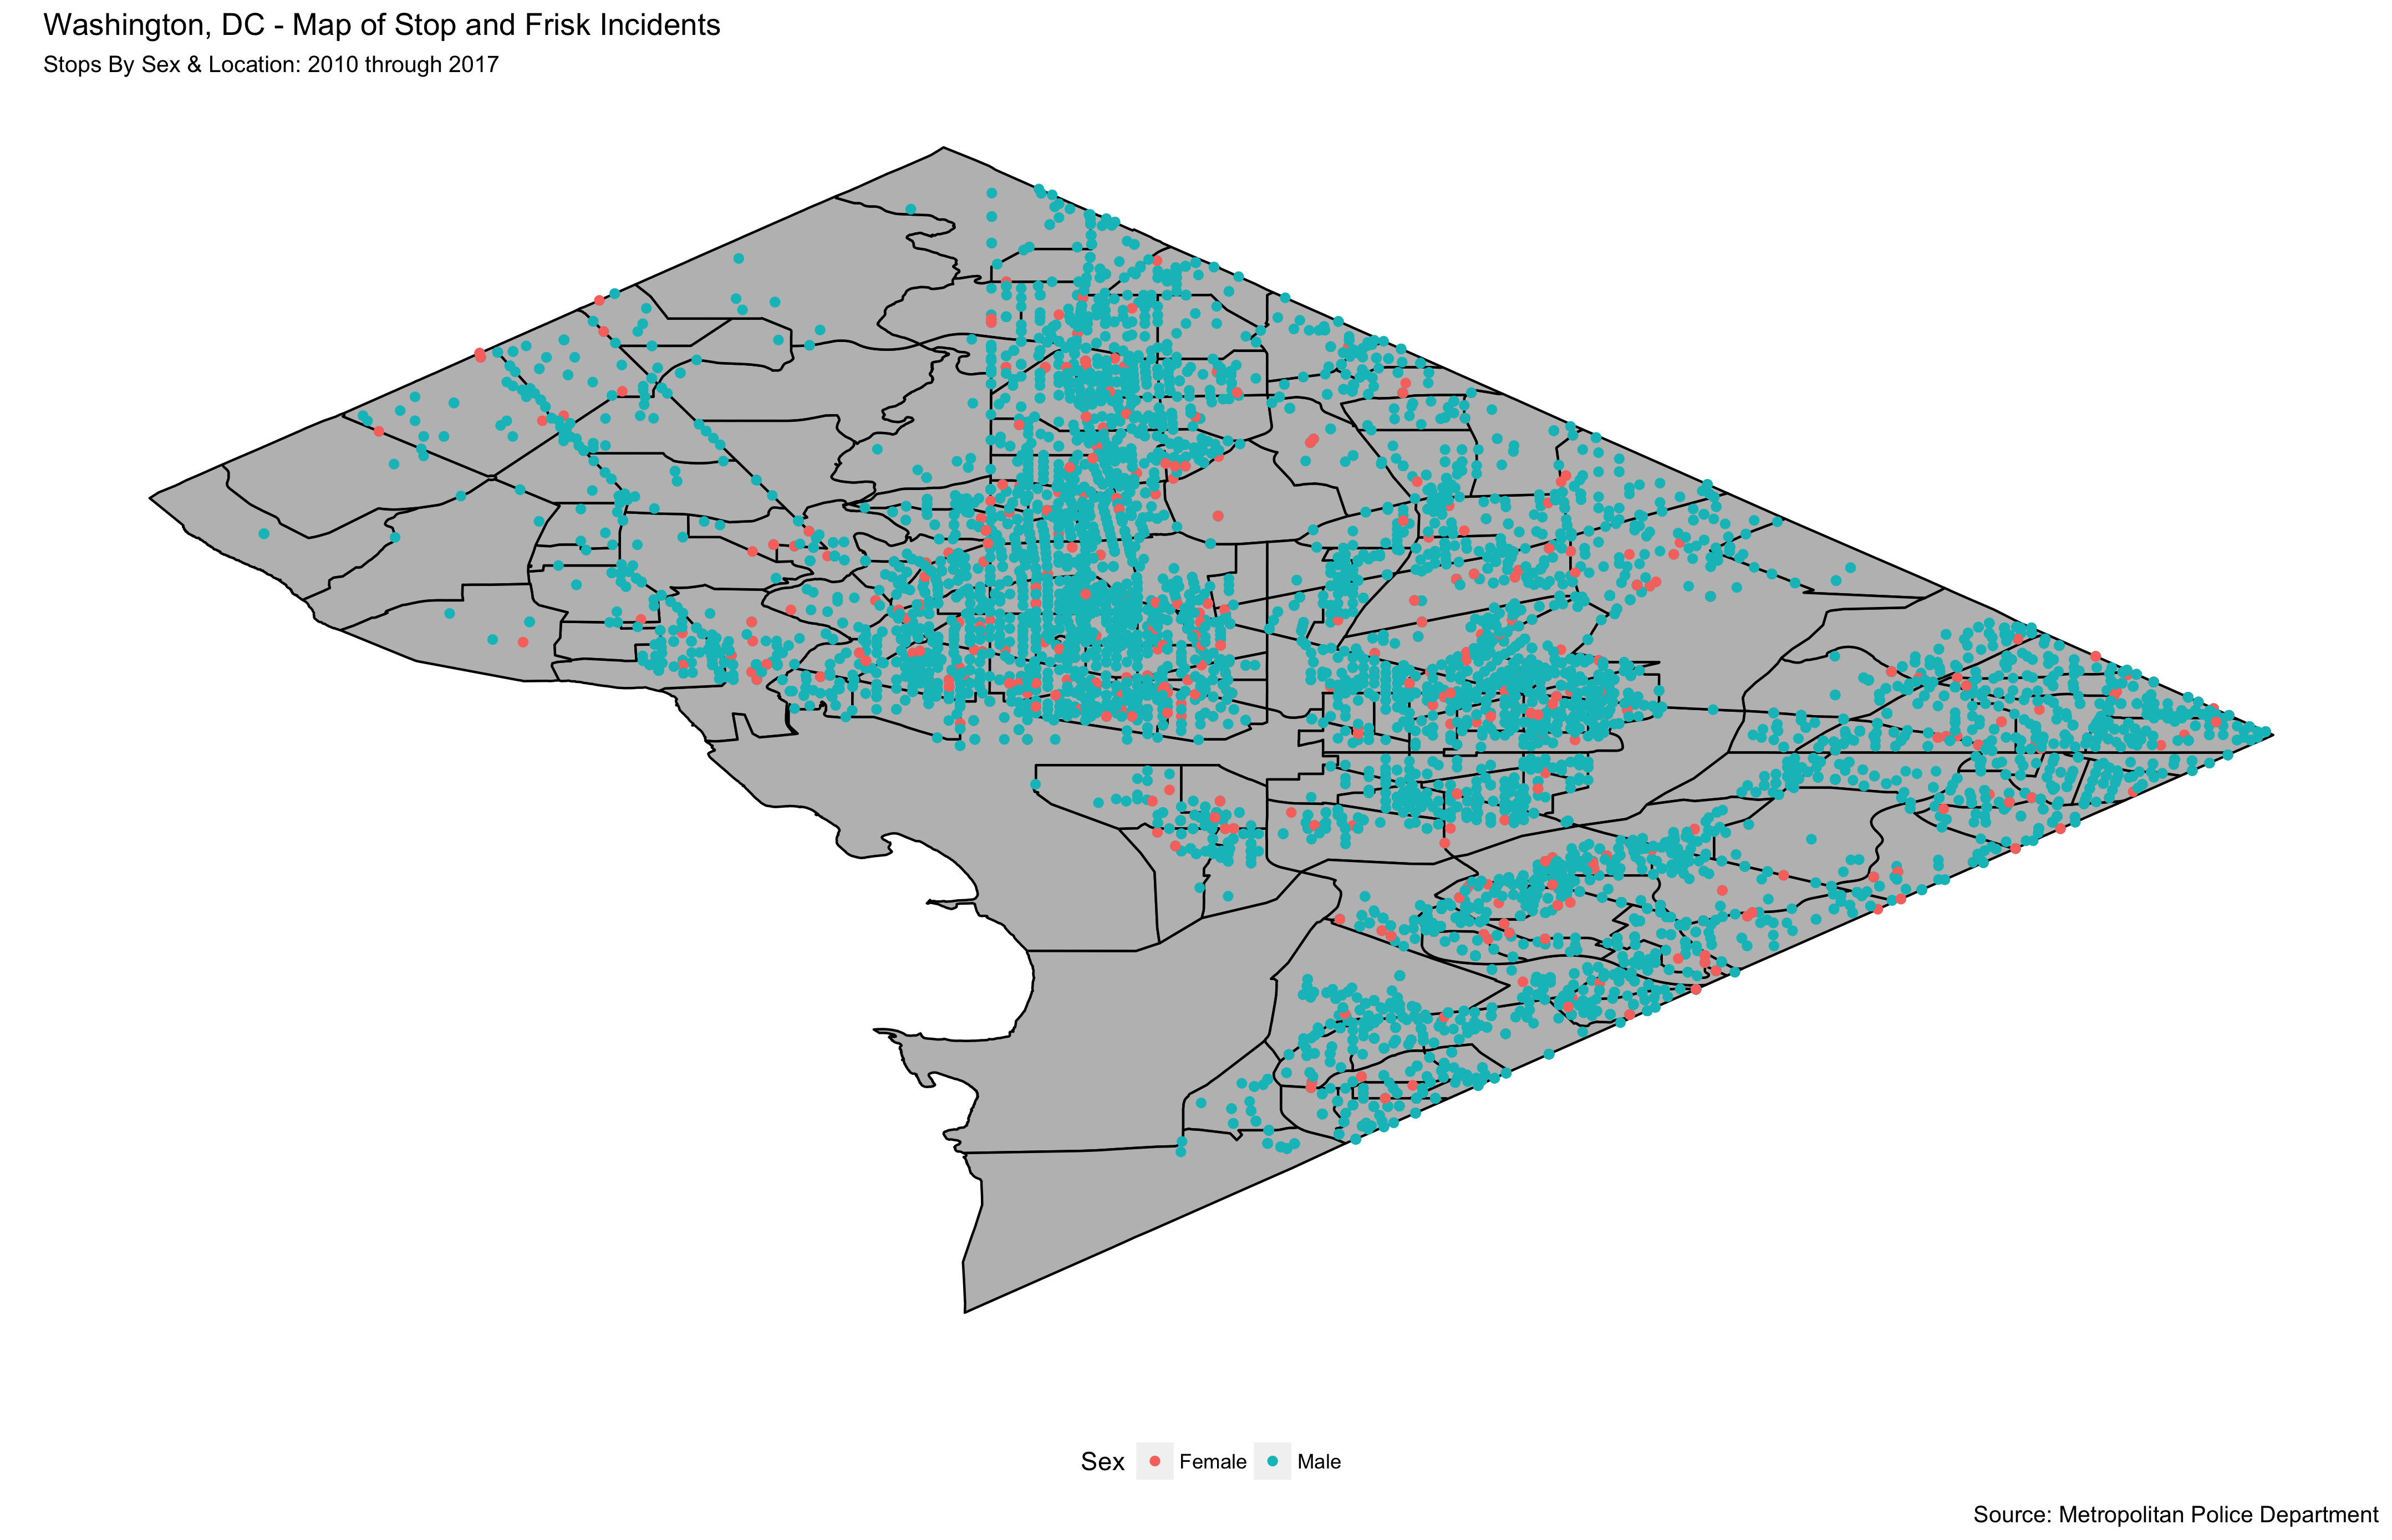 Washington, DC - Map of Stop and Frisk Incidents
Stops By Sex & Location: 2010 through 2017
Sex Female Male
Source: Metropolitan Police Department